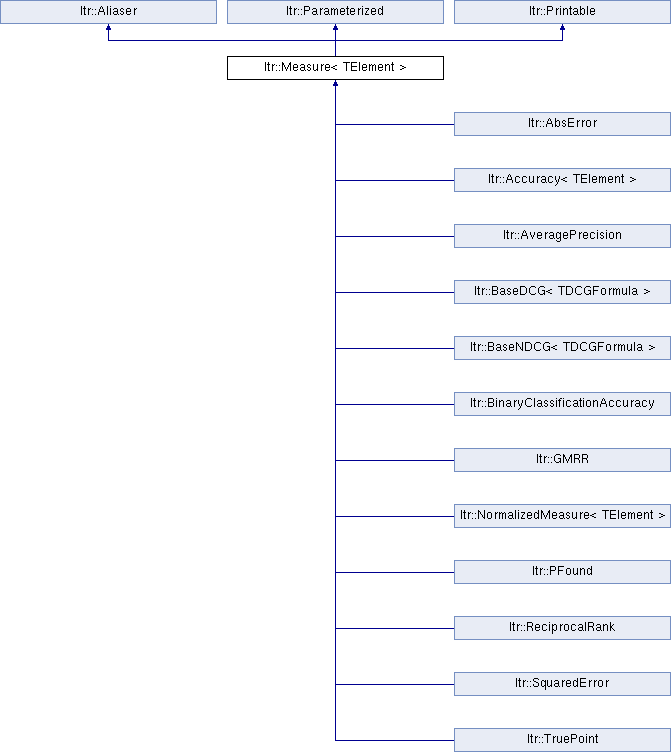 ltr::Aliaser
ltr::Parameterized
ltr::Printable
ltr::Measure< TElement >
ltr::AbsError
ltr::Accuracy< TElement >
ltr::AveragePrecision
ltr::BaseDCG< TDCGFormula >
ltr::BaseNDCG< TDCGFormula >
ltr::BinaryClassificationAccuracy
ltr::GMRR
ltr::NormalizedMeasure< TElement >
ltr::PFound
ltr::ReciprocalRank
ltr::SquaredError
ltr::TruePoint